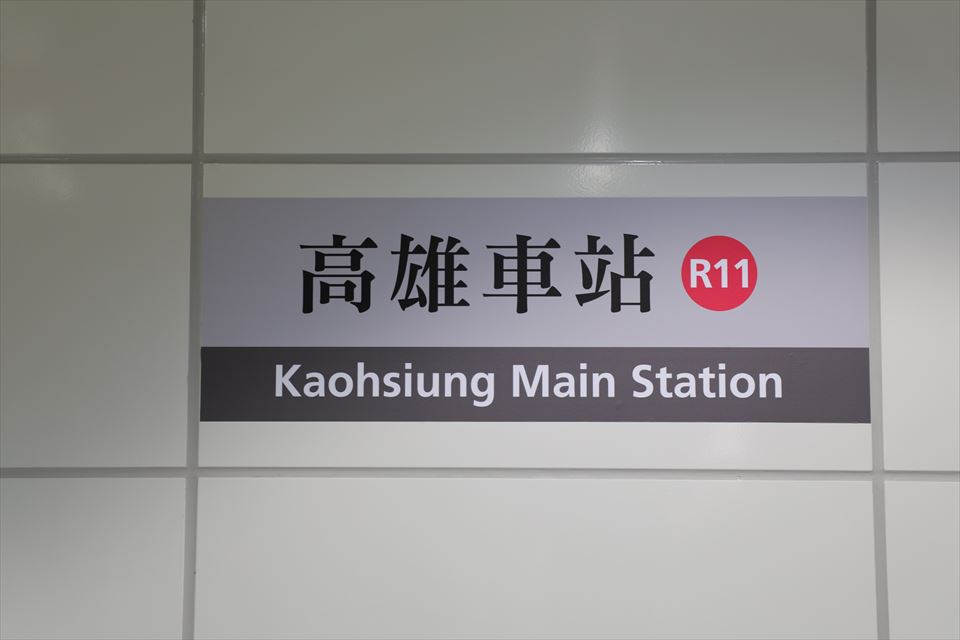 高雄車站 R11
Kaohsiung Main Station